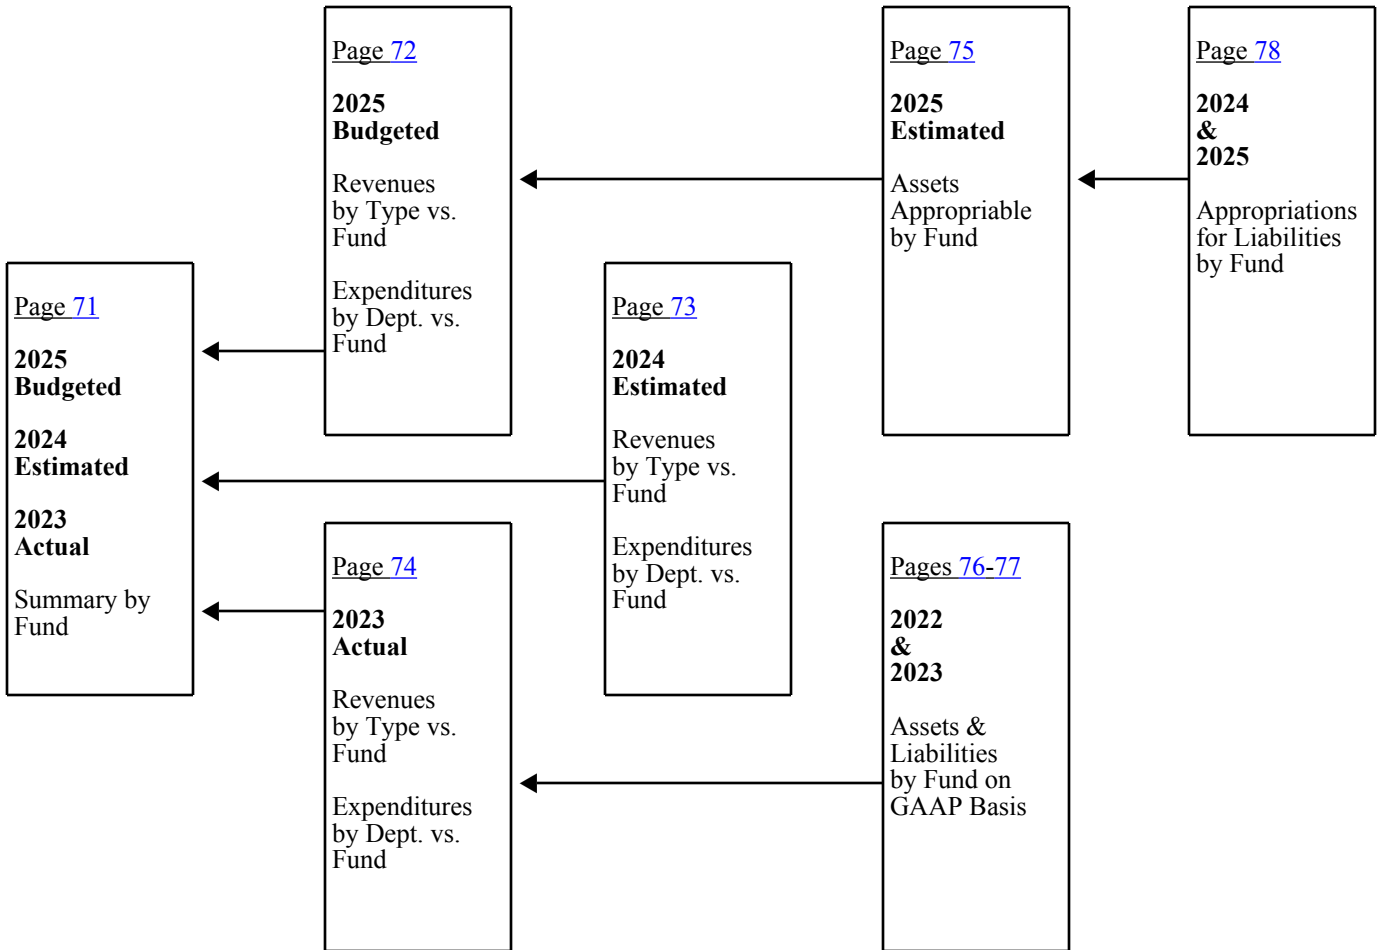 Page 72
2025
Budgeted
Revenues
by Type vs.
Fund
Expenditures
by Dept. vs.
Fund
Page 75
2025
Estimated
Assets
Appropriable
by Fund
Page 78
2024
&
2025
Appropriations
for Liabilities
by Fund
Page 71
2025
Budgeted
2024
Estimated
2023
Actual
Summary by
Fund
Page 73
2024
Estimated
Revenues
by Type vs.
Fund
Expenditures
by Dept. vs.
Fund
Page 74
2023
Actual
Revenues
by Type vs.
Fund
Expenditures
by Dept. vs.
Fund
Pages 76-77
2022
&
2023
Assets &
Liabilities
by Fund on
GAAP Basis